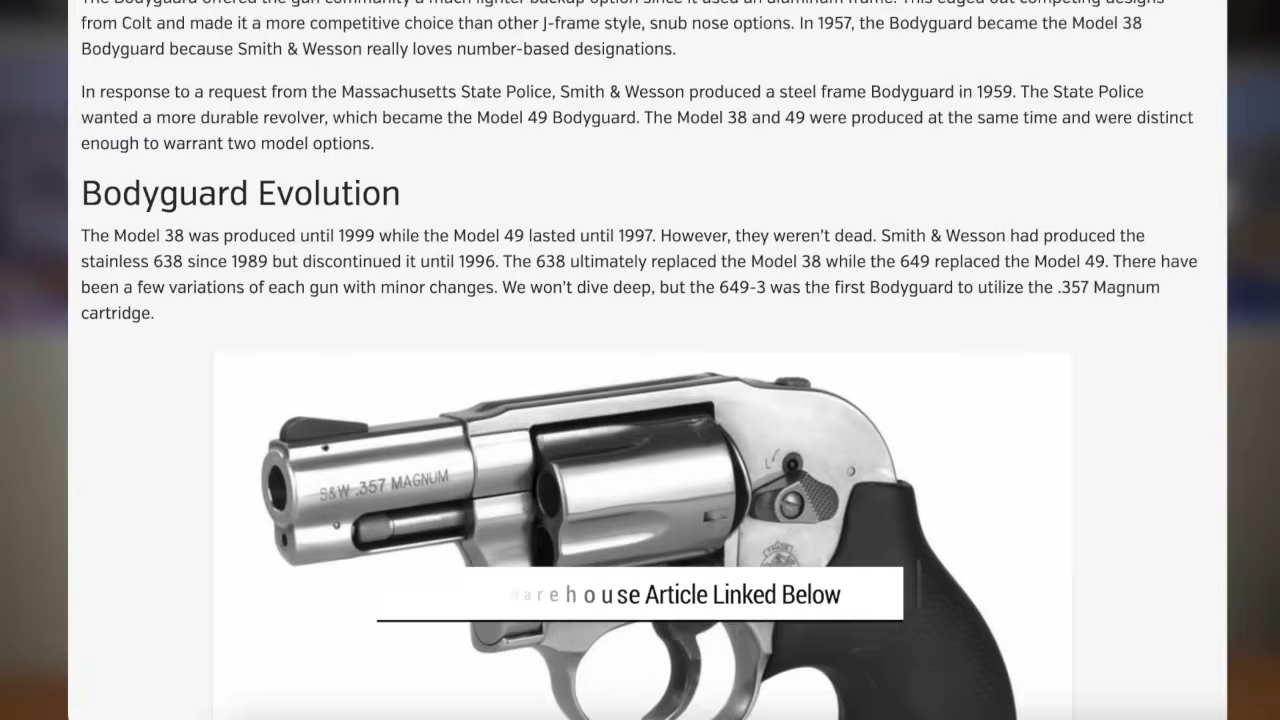 from Colt and made it a more competitive choice than other J-frame style, snub nose options. In 1957, the Bodyguard became the Model 38
Bodyguard because Smith & Wesson really loves number-based designations.
In response to a request from the Massachusetts State Police, Smith & Wesson produced a steel frame Bodyguard in 1959. The State Police
wanted a more durable revolver, which became the Model 49 Bodyguard. The Model 38 and 49 were produced at the same time and were distinct
enough to warrant two model options.
Bodyguard Evolution
The Model 38 was produced until 1999 while the Model 49 lasted until 1997. However, they weren't dead. Smith & Wesson had produced the
stainless 638 since 1989 but discontinued it until 1996. The 638 ultimately replaced the Model 38 while the 649 replaced the Model 49. There have
been a few variations of each gun with minor changes. We won't dive deep, but the 649-3 was the first Bodyguard to utilize the .357 Magnum
cartridge.
S&W .357 MAGNUM
arehouse Article Linked Below